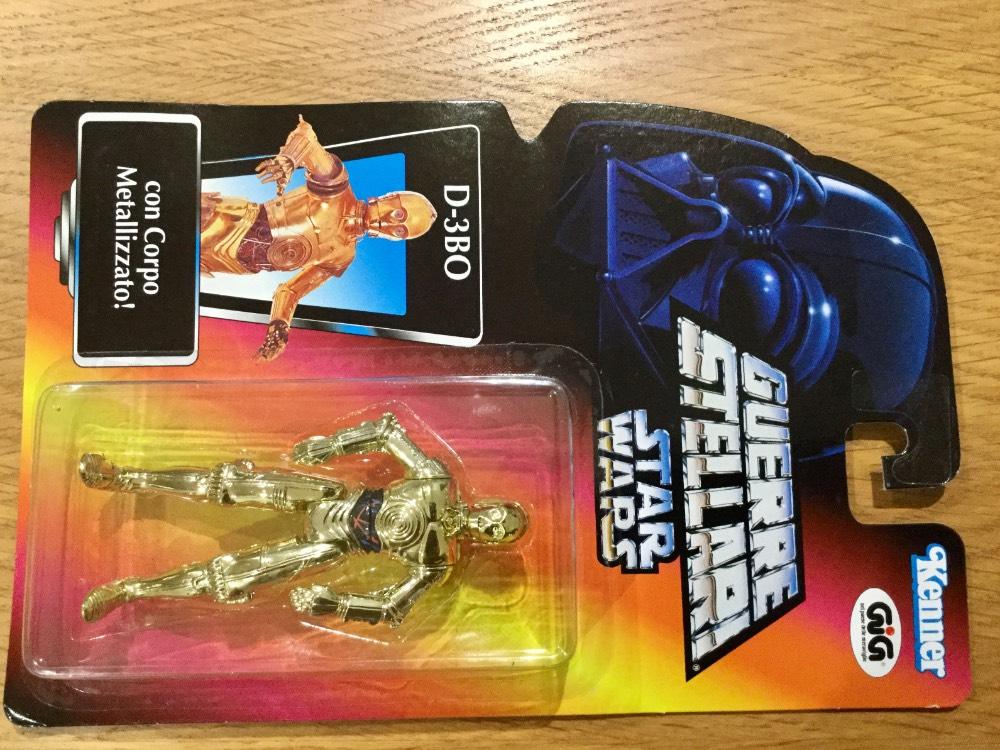 Kenner
GiG
GUERRE
STELLARI
®
STAR
WARS
D-3BO
con Corpo
Metallizzato!